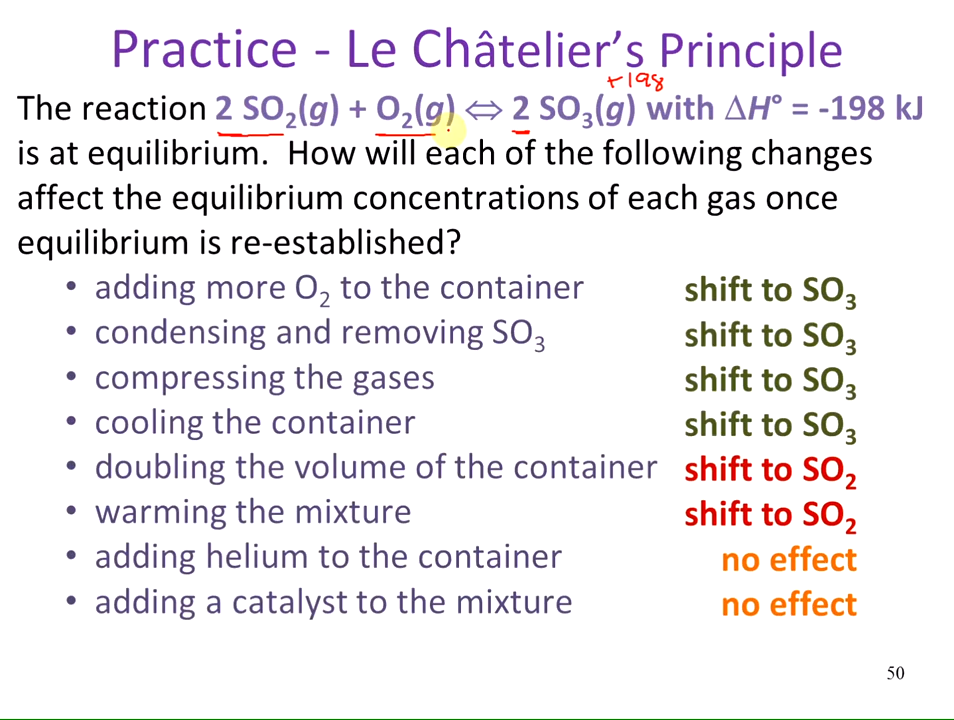 Practice - Le Châtelier's Principle
+198
The reaction 2 SO₂(g) + O₂(g) ⇔ 2 SO₃(g) with ΔH° = -198 kJ
is at equilibrium. How will each of the following changes
affect the equilibrium concentrations of each gas once
equilibrium is re-established?
• adding more O₂ to the container shift to SO₃
• condensing and removing SO₃ shift to SO₃
• compressing the gases shift to SO₃
• cooling the container shift to SO₃
• doubling the volume of the container shift to SO₂
• warming the mixture shift to SO₂
• adding helium to the container no effect
• adding a catalyst to the mixture no effect
50